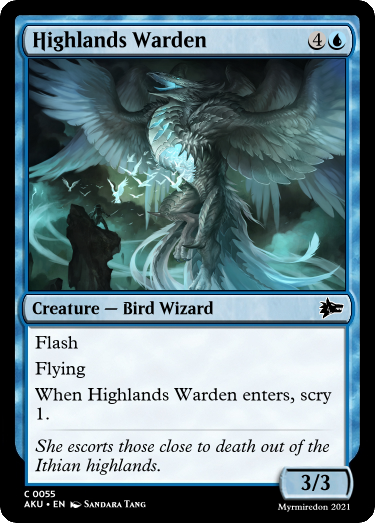 Highlands Warden 4
Creature — Bird Wizard
Flash
Flying
When Highlands Warden enters, scry
1.
She escorts those close to death out of the
Ithian highlands.
3/3
C 0055
AKU • EN Sandara Tang
Myrmiredon 2021